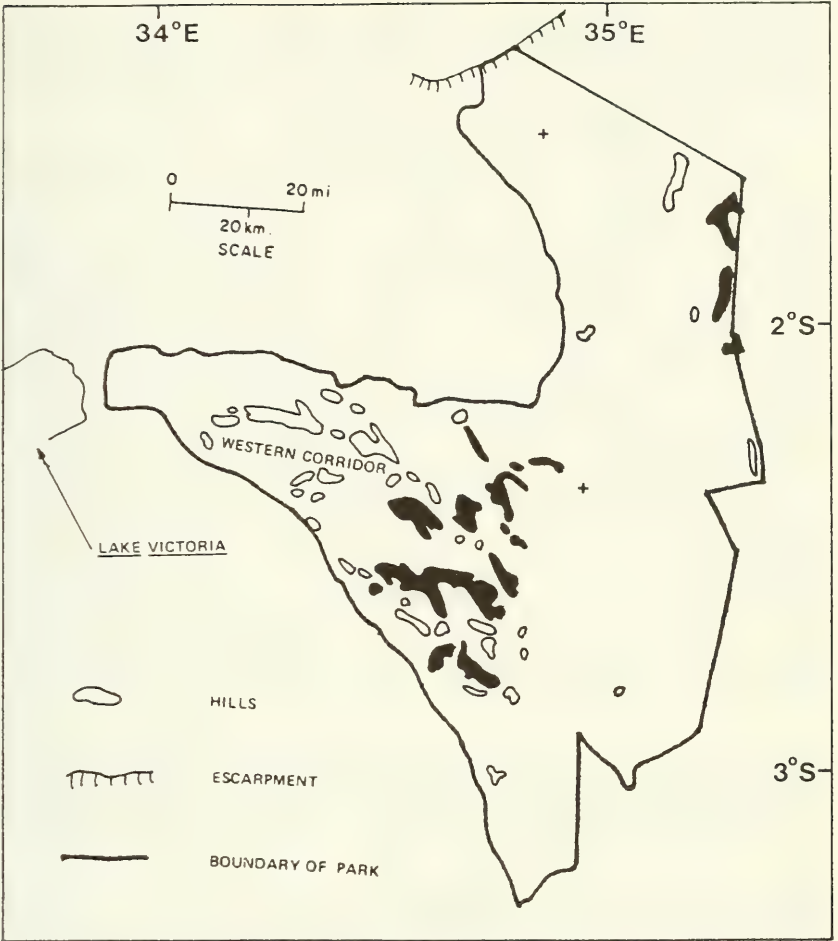 34°E
35°E
0
20 mi
20 km.
SCALE
2°S
WESTERN CORRIDOR
LAKE VICTORIA
HILLS
3°S
ESCARPMENT
BOUNDARY OF PARK